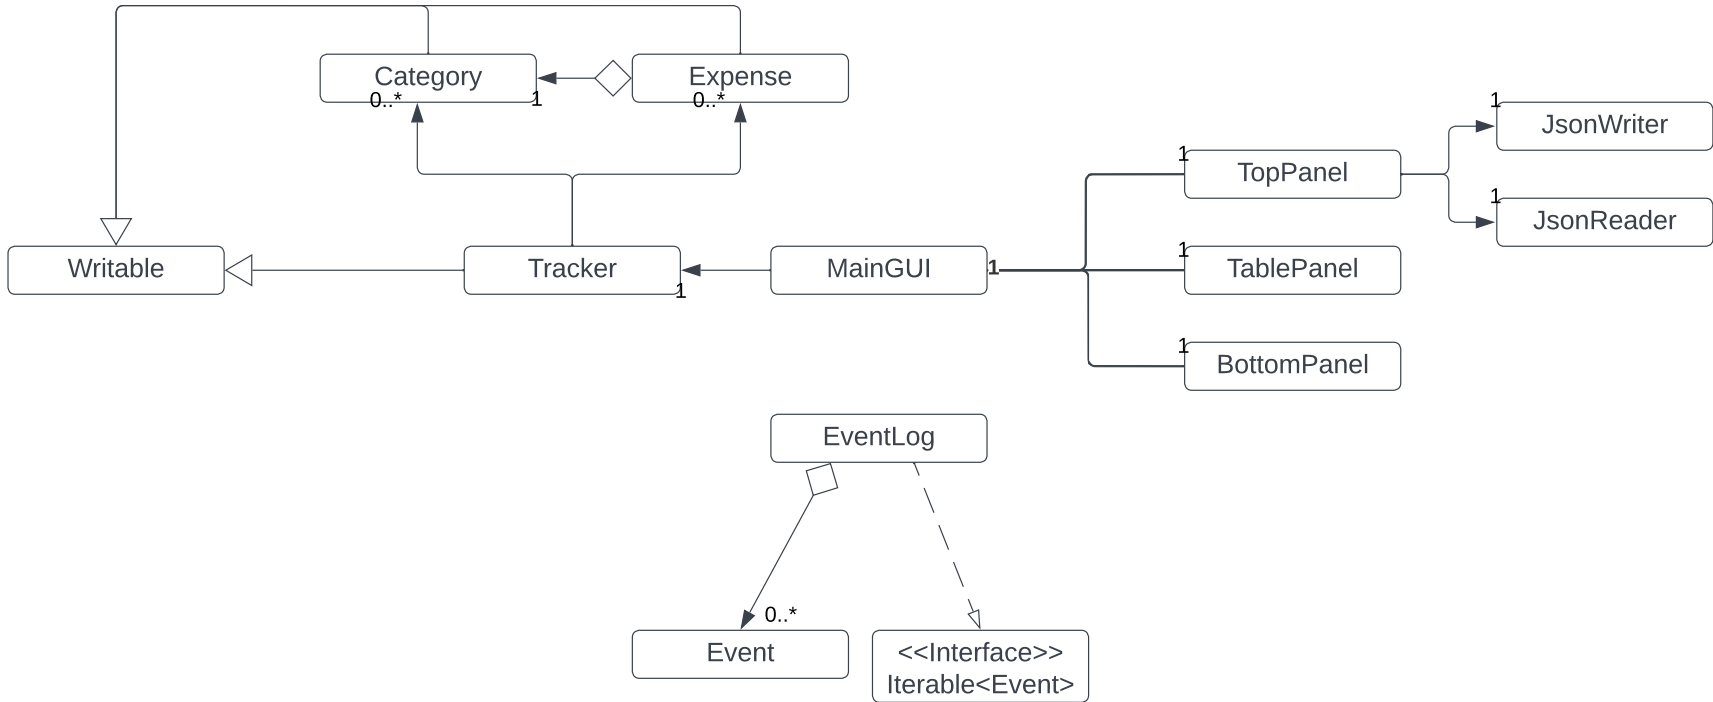 Category
Expense
0..*
1
0..*
1
JsonWriter
1
TopPanel
1
JsonReader
Writable
Tracker
1
MainGUI
1
1
TablePanel
1
BottomPanel
EventLog
0..*
Event
<<Interface>>
Iterable<Event>